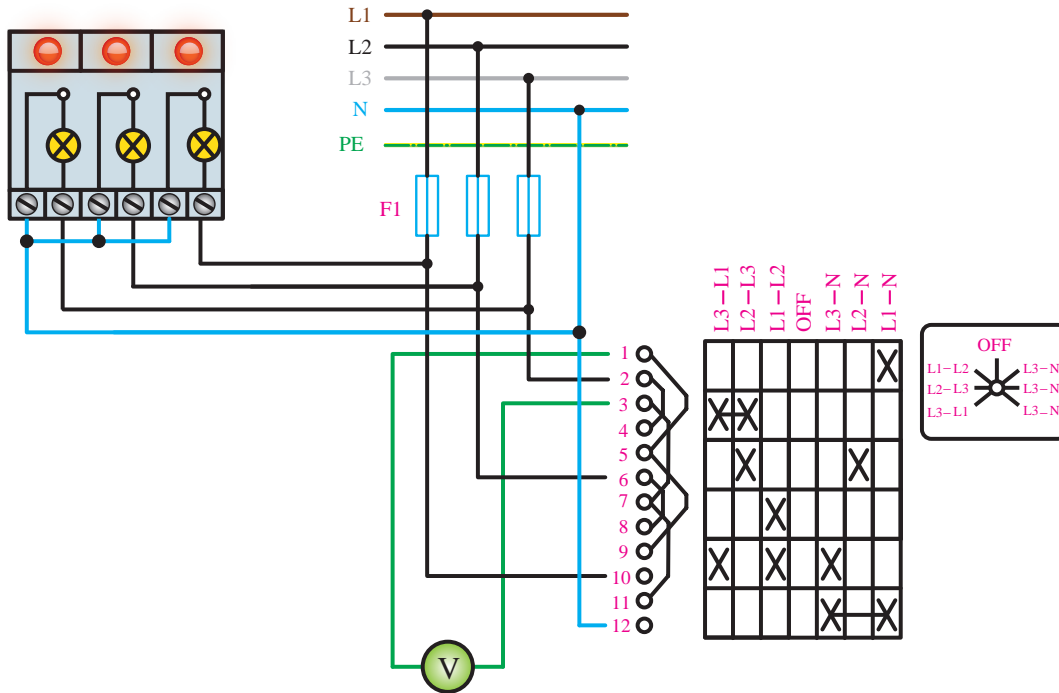 L1
L2
L3
N
PE
F1
L3–L1
L2–L3
L1–L2
OFF
L3–N
L2–N
L1–N
1
2
3
4
5
6
7
8
9
10
11
12
V
OFF
L1–L2 L3–N
L2–L3 L3–N
L3–L1 L3–N